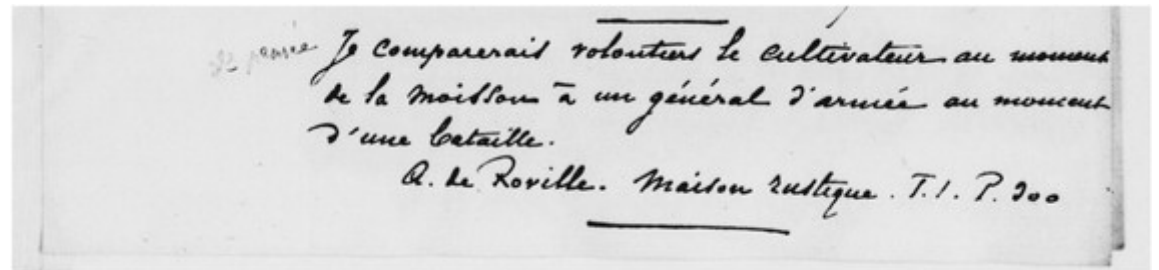 Je comparerais volontiers le cultivateur au moment
de la moisson à un général d'armée au moment
d'une bataille.
A. de Roville. Maison rustique. T. I. P. 300